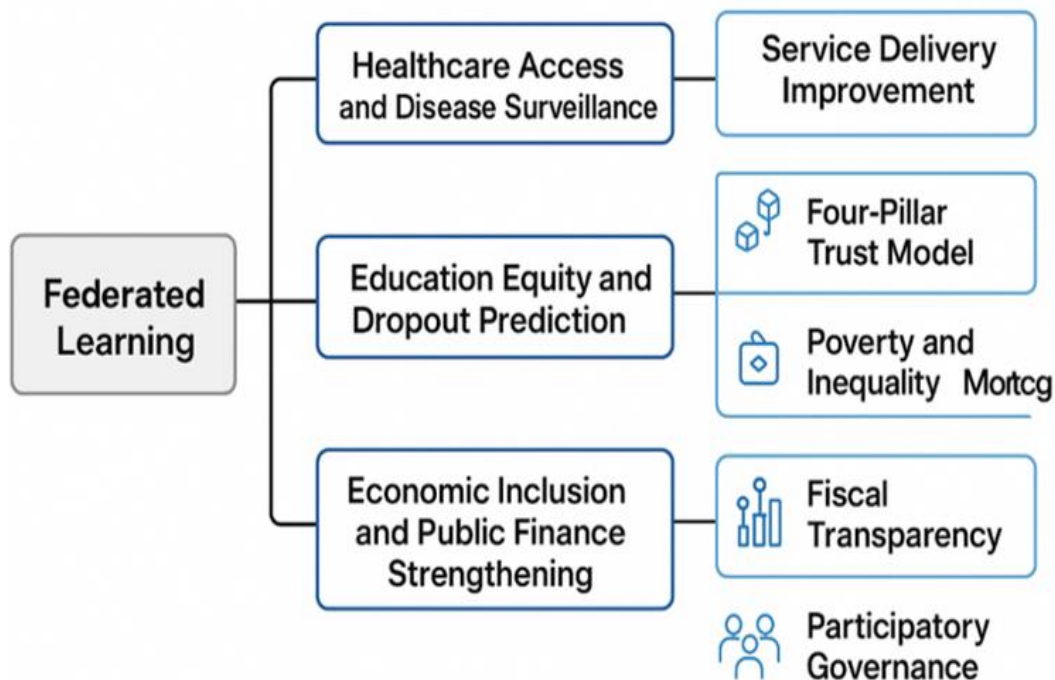 Federated
Learning
Healthcare Access
and Disease Surveillance
Service Delivery
Improvement
Education Equity and
Dropout Prediction
Four-Pillar
Trust Model
Poverty and
Inequality Mortcg
Economic Inclusion
and Public Finance
Strengthening
Fiscal
Transparency
Participatory
Governance